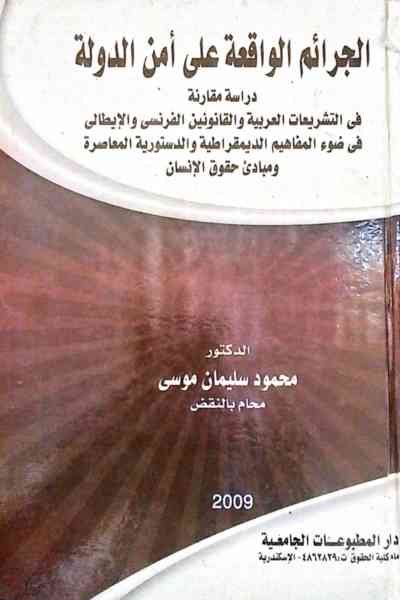 الجرائم الواقعة على أمن الدولة
دراسة مقارنة
فى التشريعات العربية والقانونين الفرنسى والإيطالى
فى ضوء المفاهيم الديمقراطية والدستورية المعاصرة
ومبادئ حقوق الإنسان
الدكتور
محمود سليمان موسى
محام بالنقض
2009
دار المطبوعات الجامعية
كلية الحقوق ت: ٤٨٦٢٨٢٩ - الإسكندرية